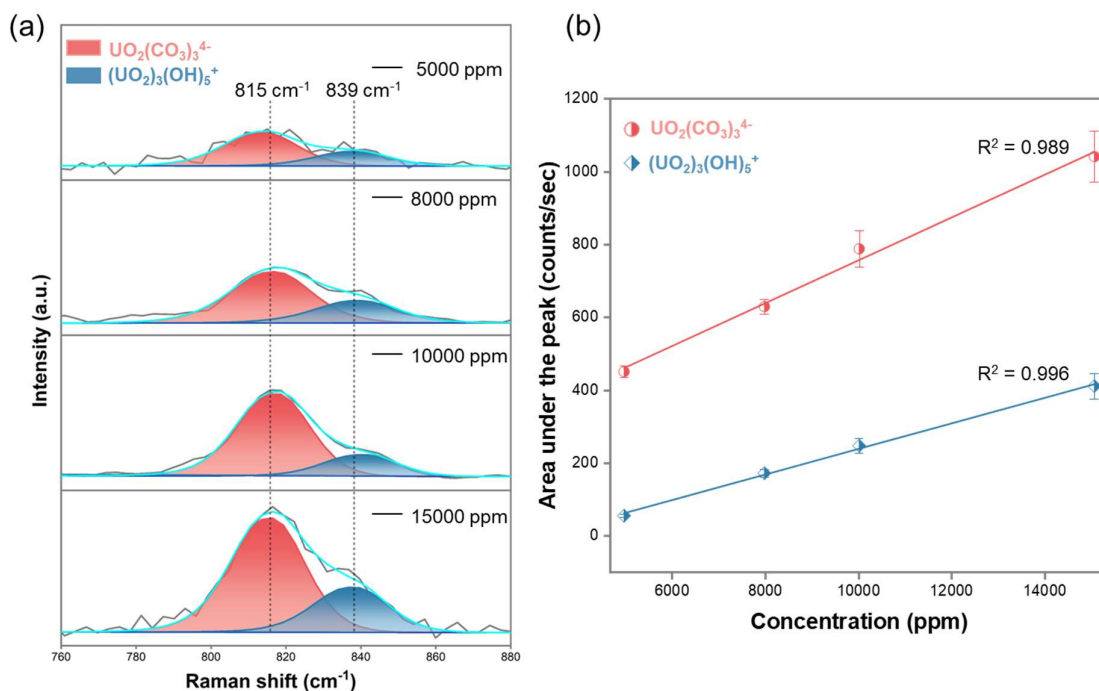 (a)
UO₂(CO₃)₃⁴⁻
(UO₂)₃(OH)₅⁺
5000 ppm
815 cm⁻¹
839 cm⁻¹
8000 ppm
10000 ppm
15000 ppm
Intensity (a.u.)
760
780
800
820
840
860
880
Raman shift (cm⁻¹)
(b)
UO₂(CO₃)₃⁴⁻
(UO₂)₃(OH)₅⁺
R² = 0.989
R² = 0.996
Area under the peak (counts/sec)
1200
1000
800
600
400
200
0
6000
8000
10000
12000
14000
Concentration (ppm)